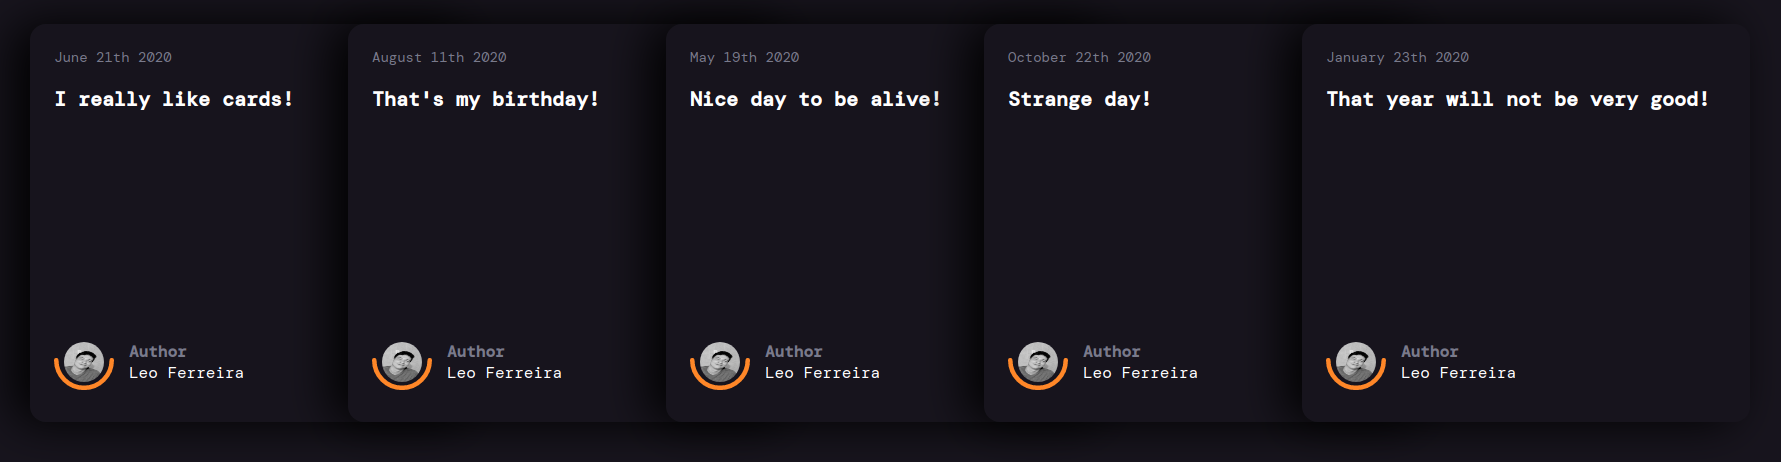 June 21th 2020
I really like cards!
Author
Leo Ferreira
August 11th 2020
That's my birthday!
Author
Leo Ferreira
May 19th 2020
Nice day to be alive!
Author
Leo Ferreira
October 22th 2020
Strange day!
Author
Leo Ferreira
January 23th 2020
That year will not be very good!
Author
Leo Ferreira